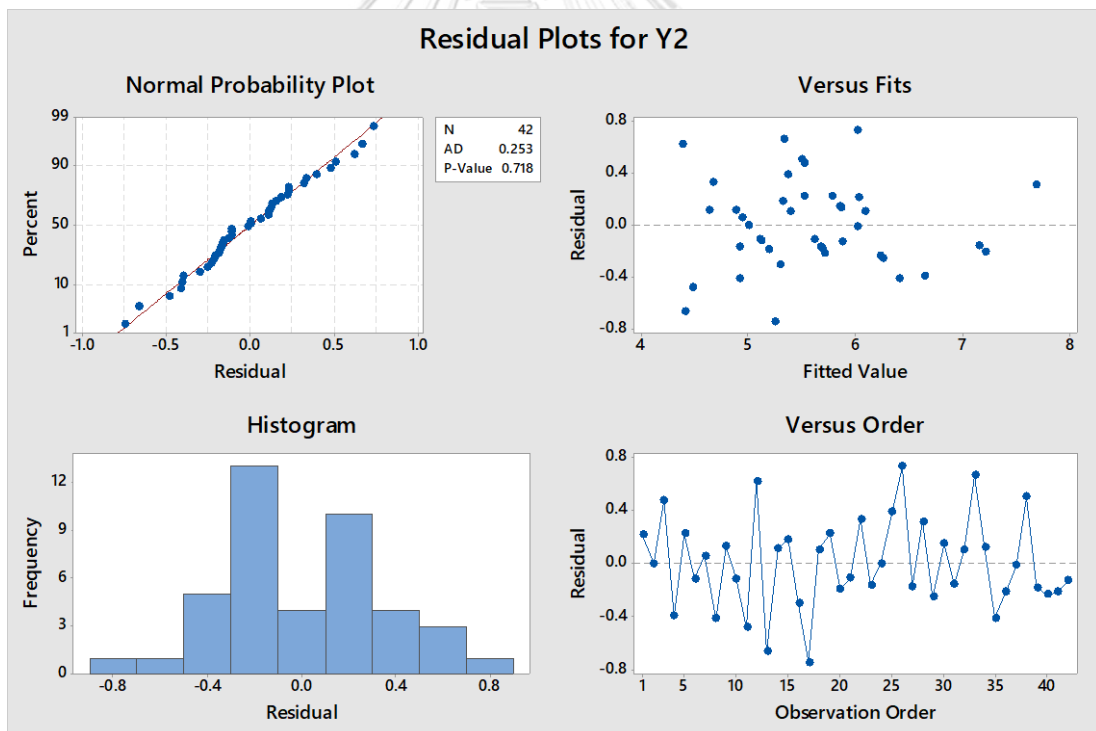 Residual Plots for Y2
Normal Probability Plot
99
90
50
10
1
Percent
-1.0 -0.5 0.0 0.5 1.0
Residual
N 42
AD 0.253
P-Value 0.718
Versus Fits
0.8
0.4
0.0
-0.4
-0.8
Residual
4 5 6 7 8
Fitted Value
Histogram
12
9
6
3
0
Frequency
-0.8 -0.4 0.0 0.4 0.8
Residual
Versus Order
0.8
0.4
0.0
-0.4
-0.8
Residual
1 5 10 15 20 25 30 35 40
Observation Order